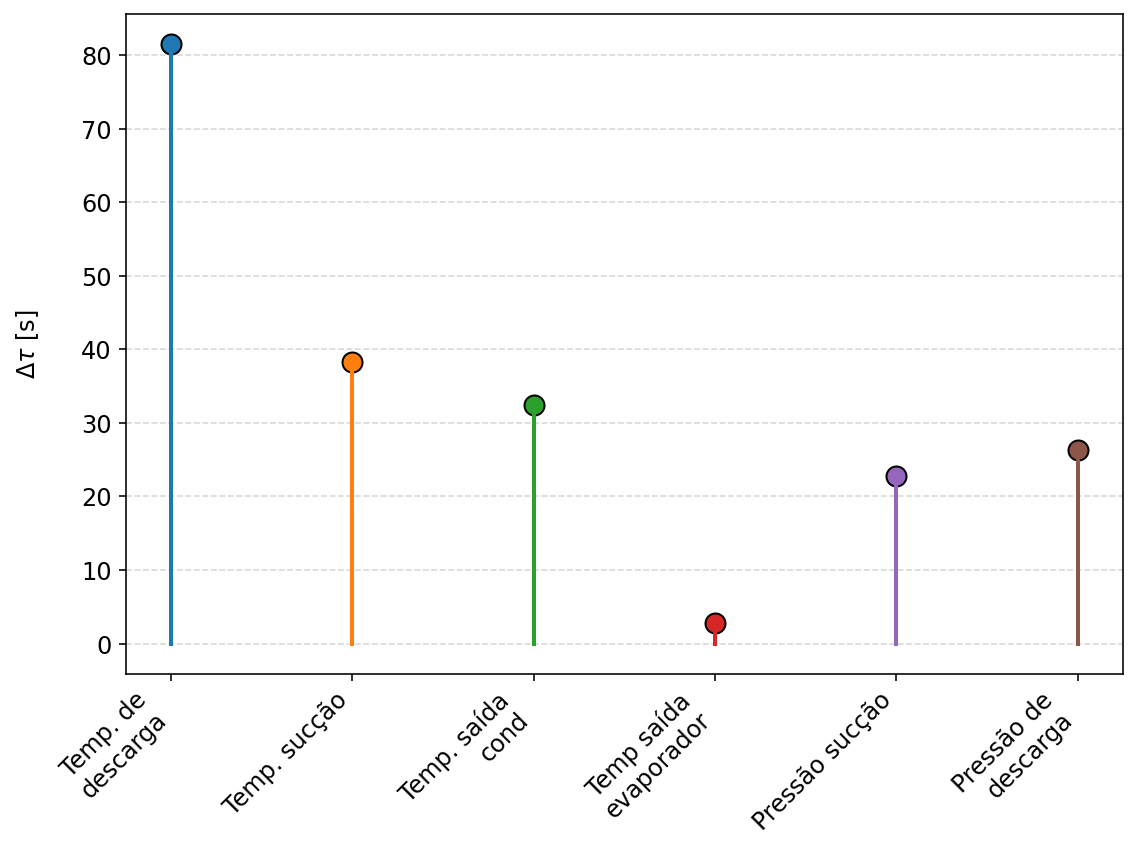 Δτ [s]
80
70
60
50
40
30
20
10
0
Temp. de
descarga
Temp. sucção
Temp. saída
cond
Temp saída
evaporador
Pressão sucção
Pressão de
descarga